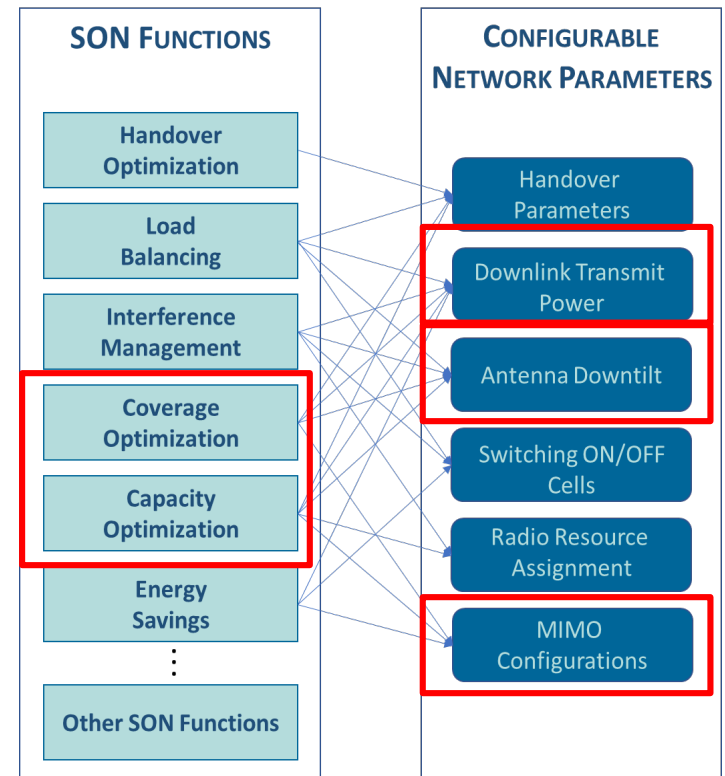 SON FUNCTIONS
Handover
Optimization
Load
Balancing
Interference
Management
Coverage
Optimization
Capacity
Optimization
Energy
Savings
⋮
Other SON Functions
CONFIGURABLE
NETWORK PARAMETERS
Handover
Parameters
Downlink Transmit
Power
Antenna Downtilt
Switching ON/OFF
Cells
Radio Resource
Assignment
MIMO
Configurations